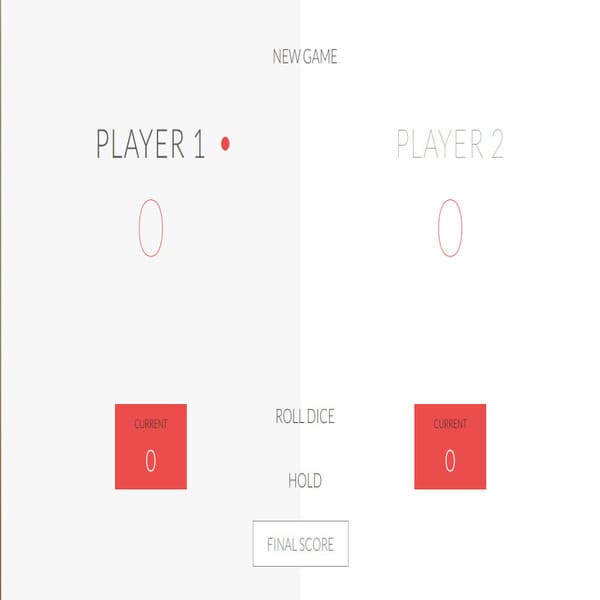 NEW GAME
PLAYER 1
PLAYER 2
0
0
CURRENT
0
ROLL DICE
CURRENT
0
HOLD
FINAL SCORE